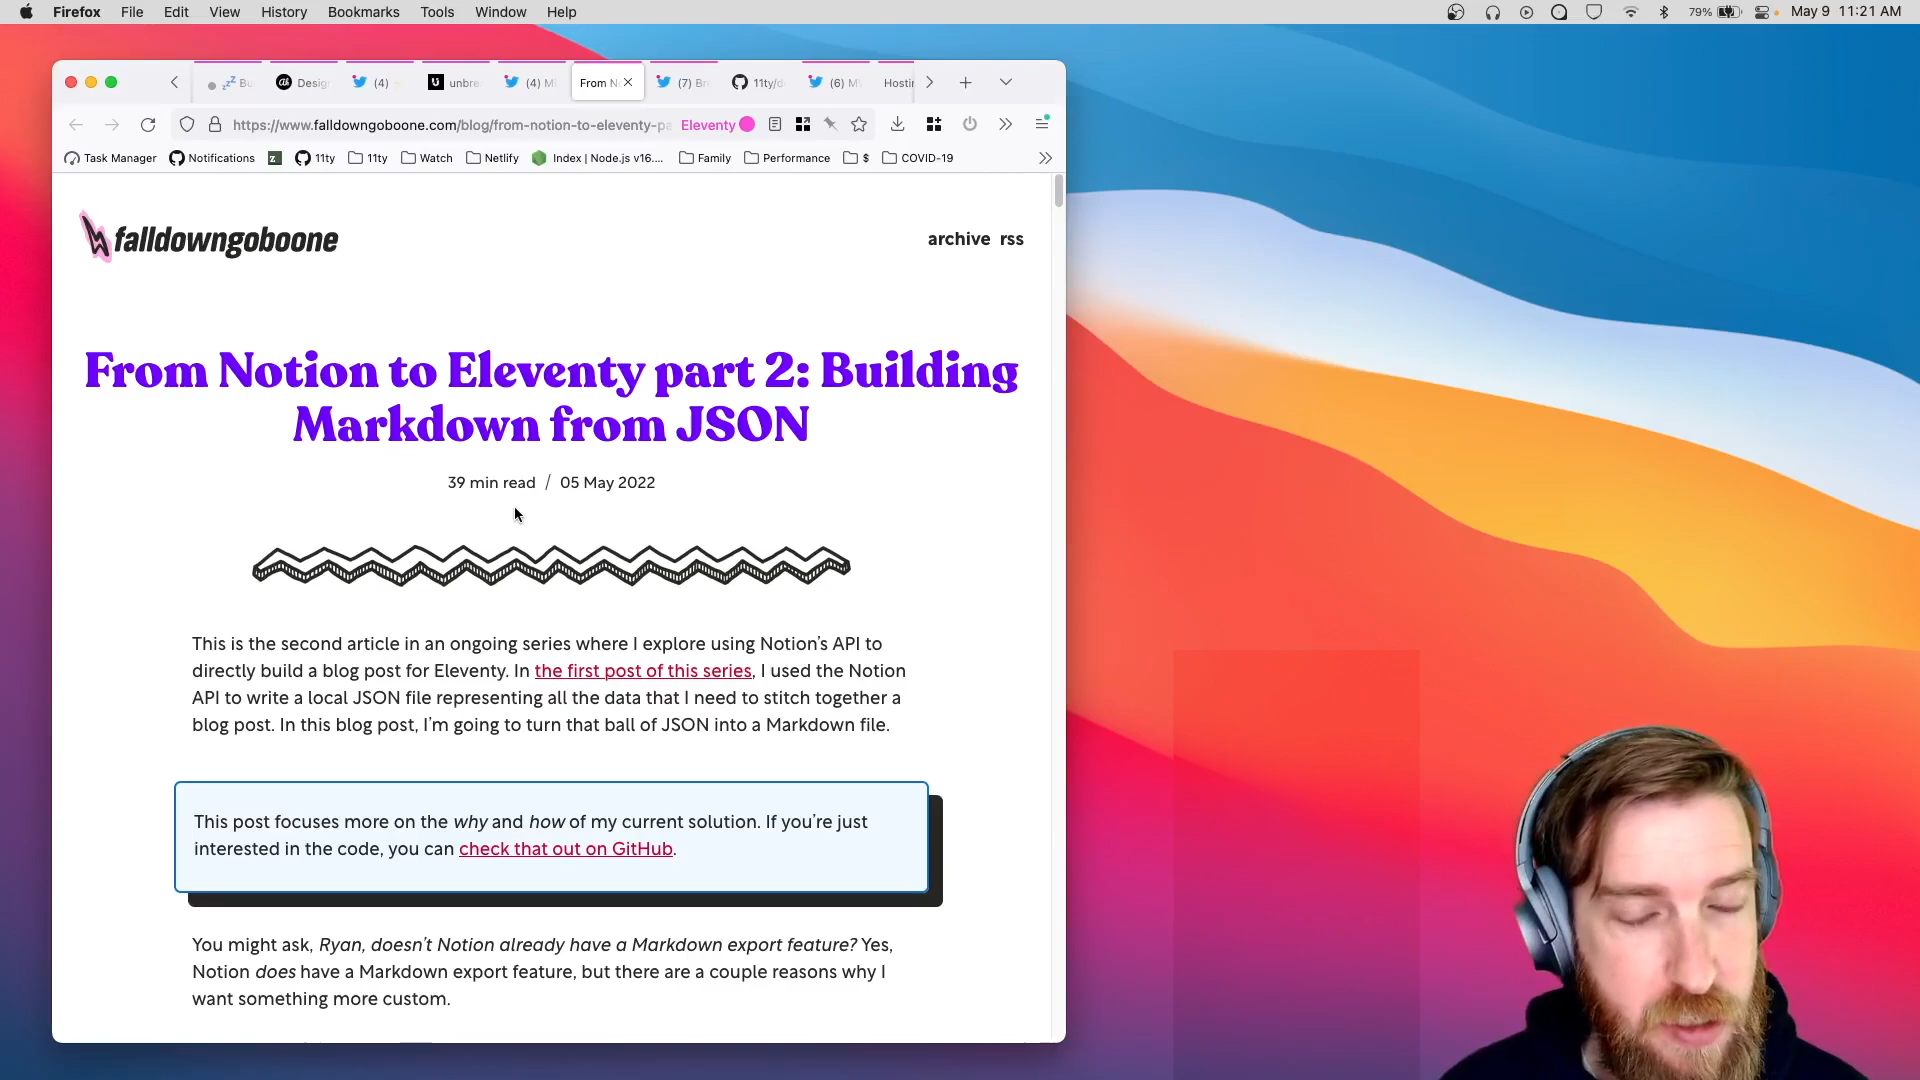 Firefox File Edit View History Bookmarks Tools Window Help
79% May 9 11:21 AM
Bu Desig (4) unbre (4) M From N (7) Br 11ty/d (6) M Hosti
https://www.falldowngoboone.com/blog/from-notion-to-eleventy-pa Eleventy
Task Manager Notifications 11ty 11ty Watch Netlify Index | Node.js v16.... Family Performance $ COVID-19
falldowngoboone
archive rss
From Notion to Eleventy part 2: Building
Markdown from JSON
39 min read / 05 May 2022
This is the second article in an ongoing series where I explore using Notion’s API to
directly build a blog post for Eleventy. In the first post of this series, I used the Notion
API to write a local JSON file representing all the data that I need to stitch together a
blog post. In this blog post, I’m going to turn that ball of JSON into a Markdown file.
This post focuses more on the why and how of my current solution. If you’re just
interested in the code, you can check that out on GitHub.
You might ask, Ryan, doesn’t Notion already have a Markdown export feature? Yes,
Notion does have a Markdown export feature, but there are a couple reasons why I
want something more custom.